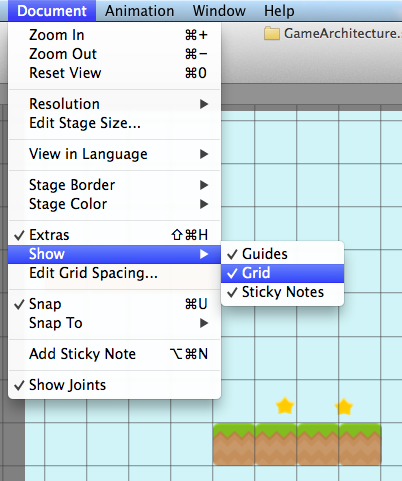 Document Animation Window Help
GameArchitecture.
Zoom In ⌘+
Zoom Out ⌘−
Reset View ⌘0
Resolution
Edit Stage Size...
View in Language
Stage Border
Stage Color
✓ Extras ⇧⌘H
Show
✓ Guides
✓ Grid
✓ Sticky Notes
Edit Grid Spacing...
✓ Snap ⌘U
Snap To
Add Sticky Note ⌥⌘N
✓ Show Joints